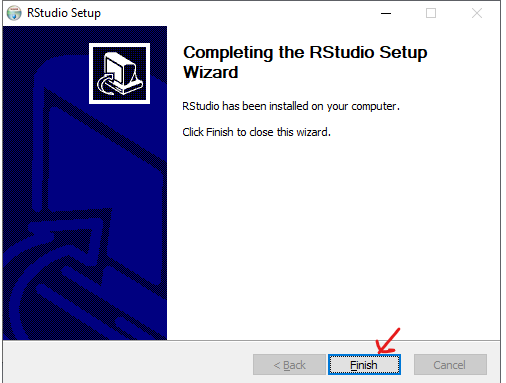 RStudio Setup
Completing the RStudio Setup
Wizard
RStudio has been installed on your computer.
Click Finish to close this wizard.
< Back
Finish
Cancel